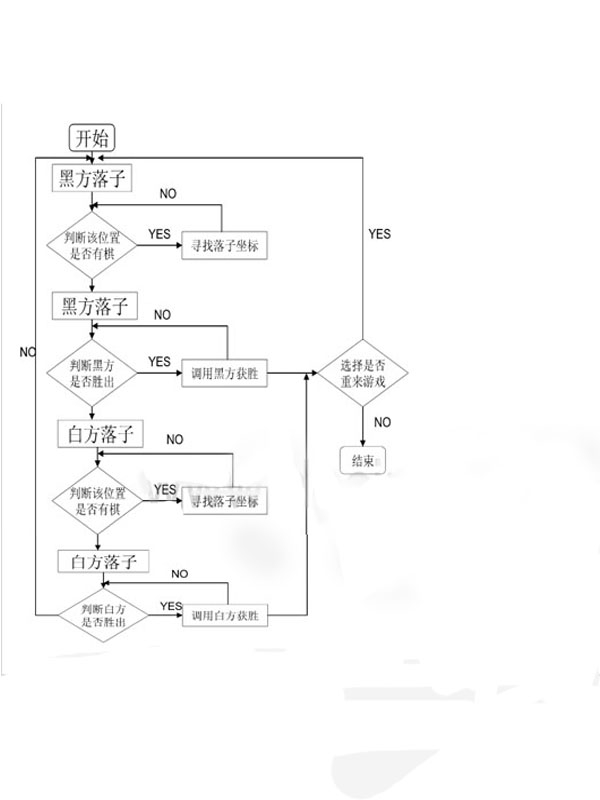 开始
黑方落子
NO
判断该位置
是否有棋
YES
寻找落子坐标
YES
黑方落子
NO
判断黑方
是否胜出
YES
调用黑方获胜
选择是否
重来游戏
NO
白方落子
NO
NO
结束
判断该位置
是否有棋
YES
寻找落子坐标
白方落子
NO
判断白方
是否胜出
YES
调用白方获胜